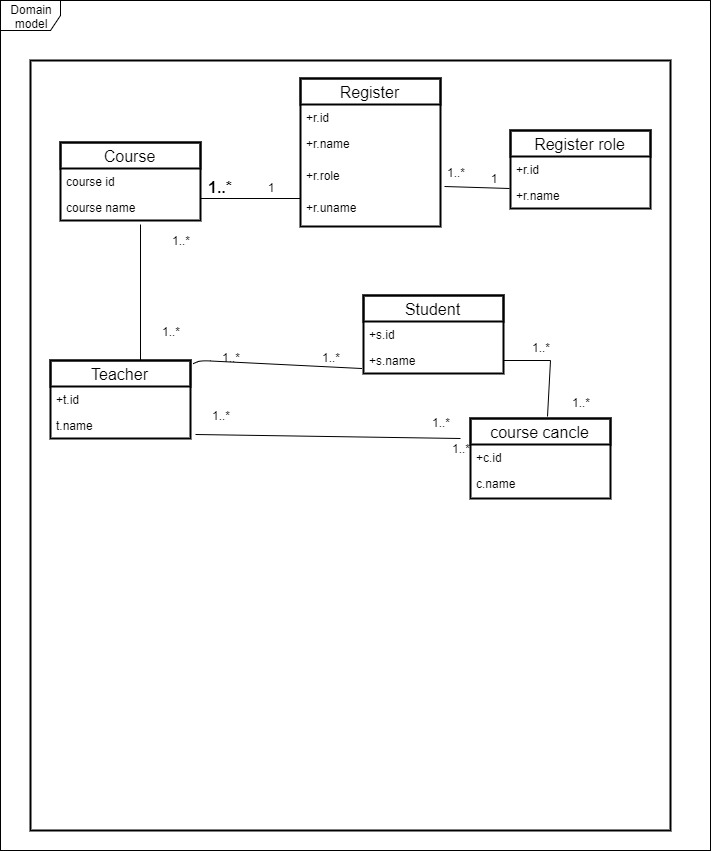 Domain
model
Register
+r.id
+r.name
+r.role
+r.uname
Register role
+r.id
+r.name
Course
course id
course name
1..*
1
1..*
1
1..*
1..*
Student
+s.id
+s.name
Teacher
+t.id
t.name
1..*
1..*
1..*
1..*
1..*
1..*
1..*
course cancle
+c.id
c.name